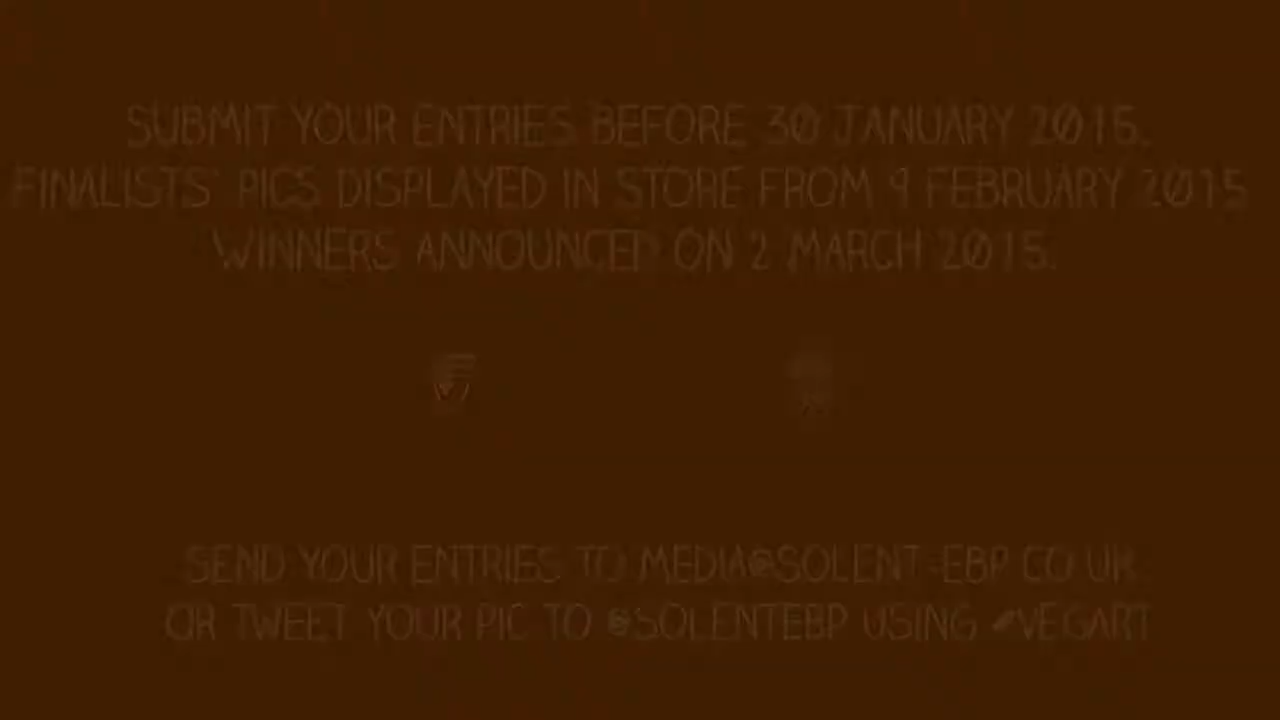 SUBMIT YOUR ENTRIES BEFORE 30 JANUARY 2015.
FINALISTS' PICS DISPLAYED IN STORE FROM 9 FEBRUARY 2015
WINNERS ANNOUNCED ON 2 MARCH 2015.
SEND YOUR ENTRIES TO MEDIA@SOLENT-EBP.CO.UK
OR TWEET YOUR PIC TO @SOLENTEBP USING #VEGART